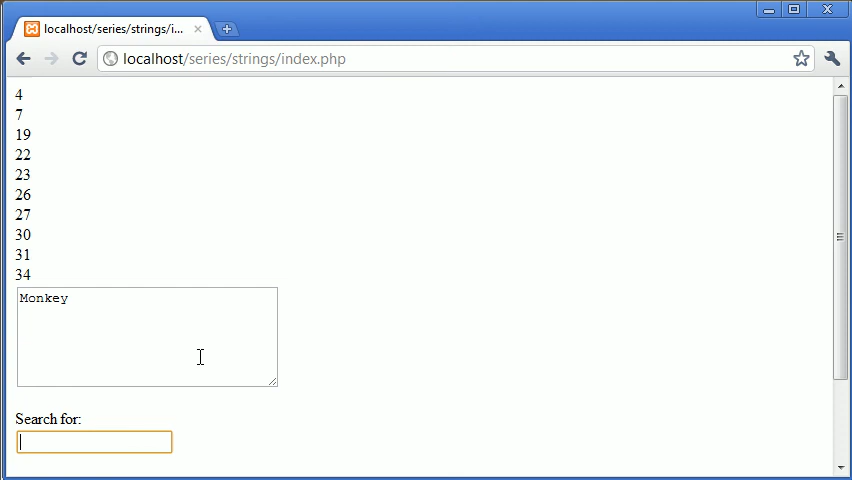 localhost/series/strings/i...
localhost/series/strings/index.php
4
7
19
22
23
26
27
30
31
34
Monkey
Search for: